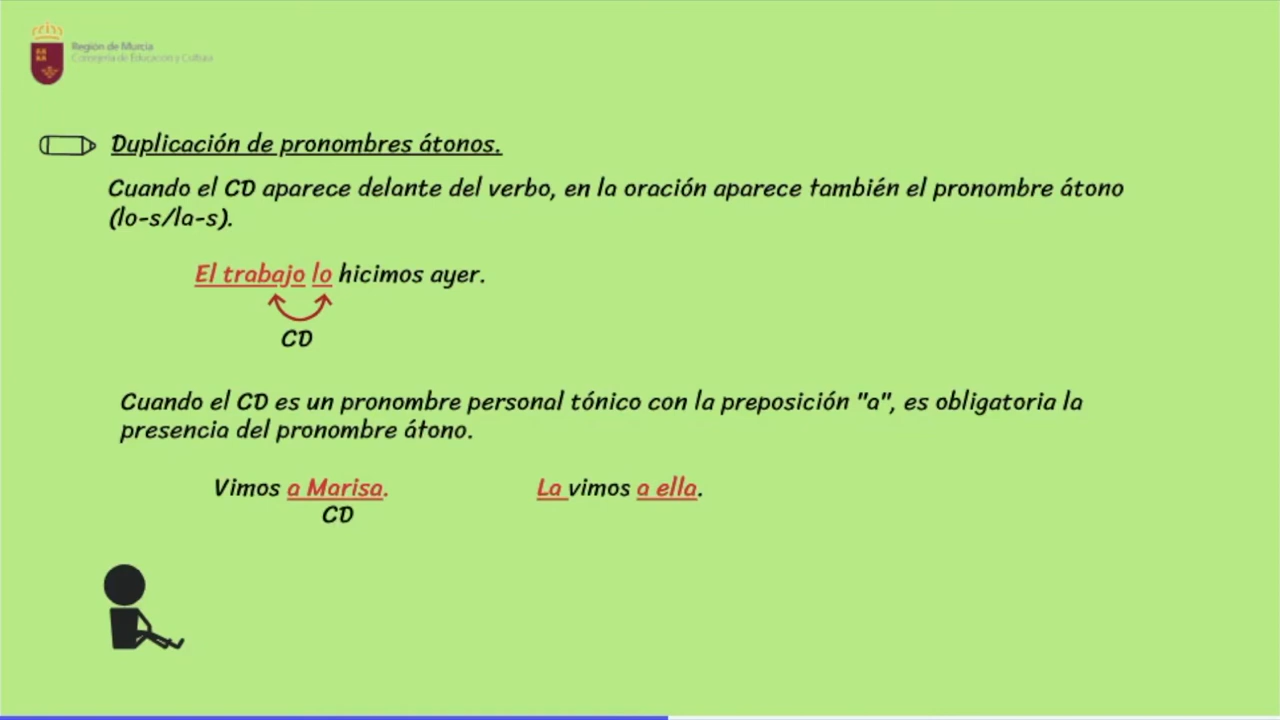 Región de Murcia
Consejería de Educación y Cultura
Duplicación de pronombres átonos.
Cuando el CD aparece delante del verbo, en la oración aparece también el pronombre átono
(lo-s/la-s).
El trabajo lo hicimos ayer.
CD
Cuando el CD es un pronombre personal tónico con la preposición "a", es obligatoria la
presencia del pronombre átono.
Vimos a Marisa. La vimos a ella.
CD